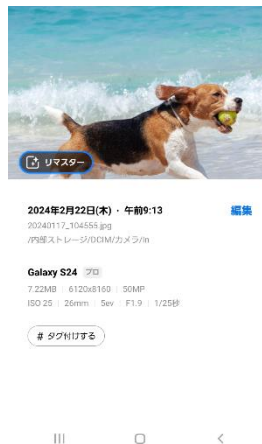 リマスター
2024年2月22日(木) · 午前9:13 編集
20240117_104555.jpg
/内部ストレージ/DCIM/カメラ/In
Galaxy S24 プロ
7.22MB | 6120x8160 | 50MP
ISO 25 | 26mm | 5ev | F1.9 | 1/25秒
# タグ付けする